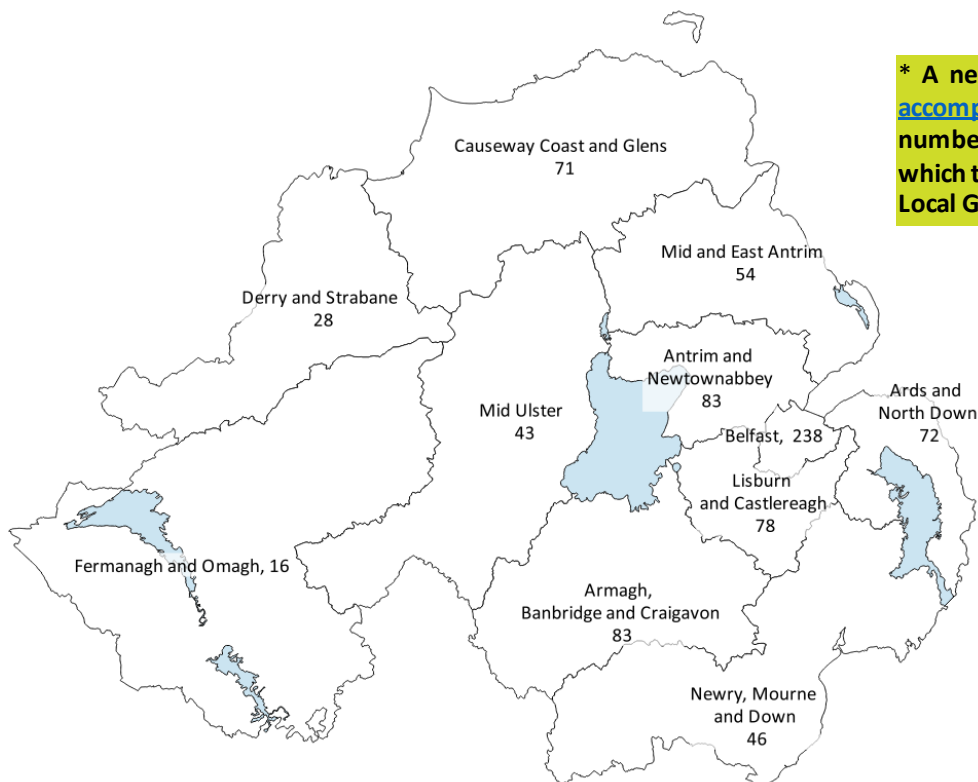 * A
accomp
numbe
which t
Local G
Causeway Coast and Glens
71
Mid and East Antrim
54
Derry and Strabane
28
Antrim and
Newtownabbey
83
Ards and
North Down
72
Mid Ulster
43
Belfast, 238
Lisburn
and Castlereagh
78
Fermanagh and Omagh, 16
Armagh,
Banbridge and Craigavon
83
Newry, Mourne
and Down
46